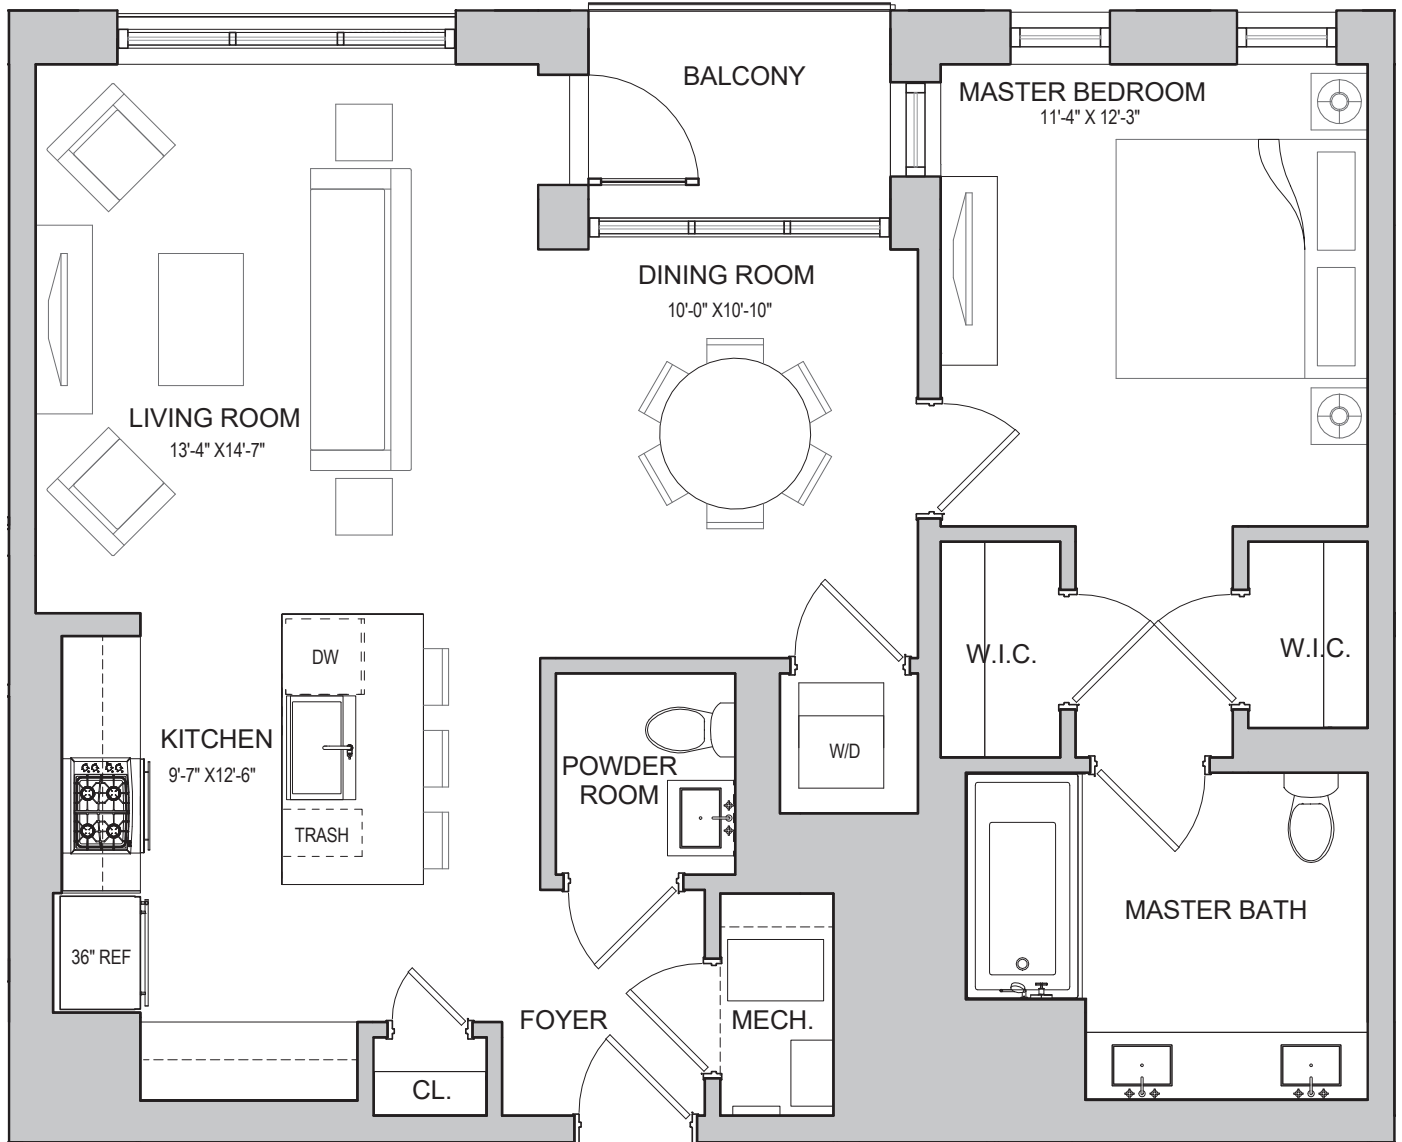 BALCONY
MASTER BEDROOM
11'-4" X 12'-3"
DINING ROOM
10'-0" X10'-10"
LIVING ROOM
13'-4" X14'-7"
DW
W.I.C.
W.I.C.
KITCHEN
9'-7" X12'-6"
W/D
POWDER
ROOM
TRASH
MASTER BATH
36" REF
FOYER
MECH.
CL.